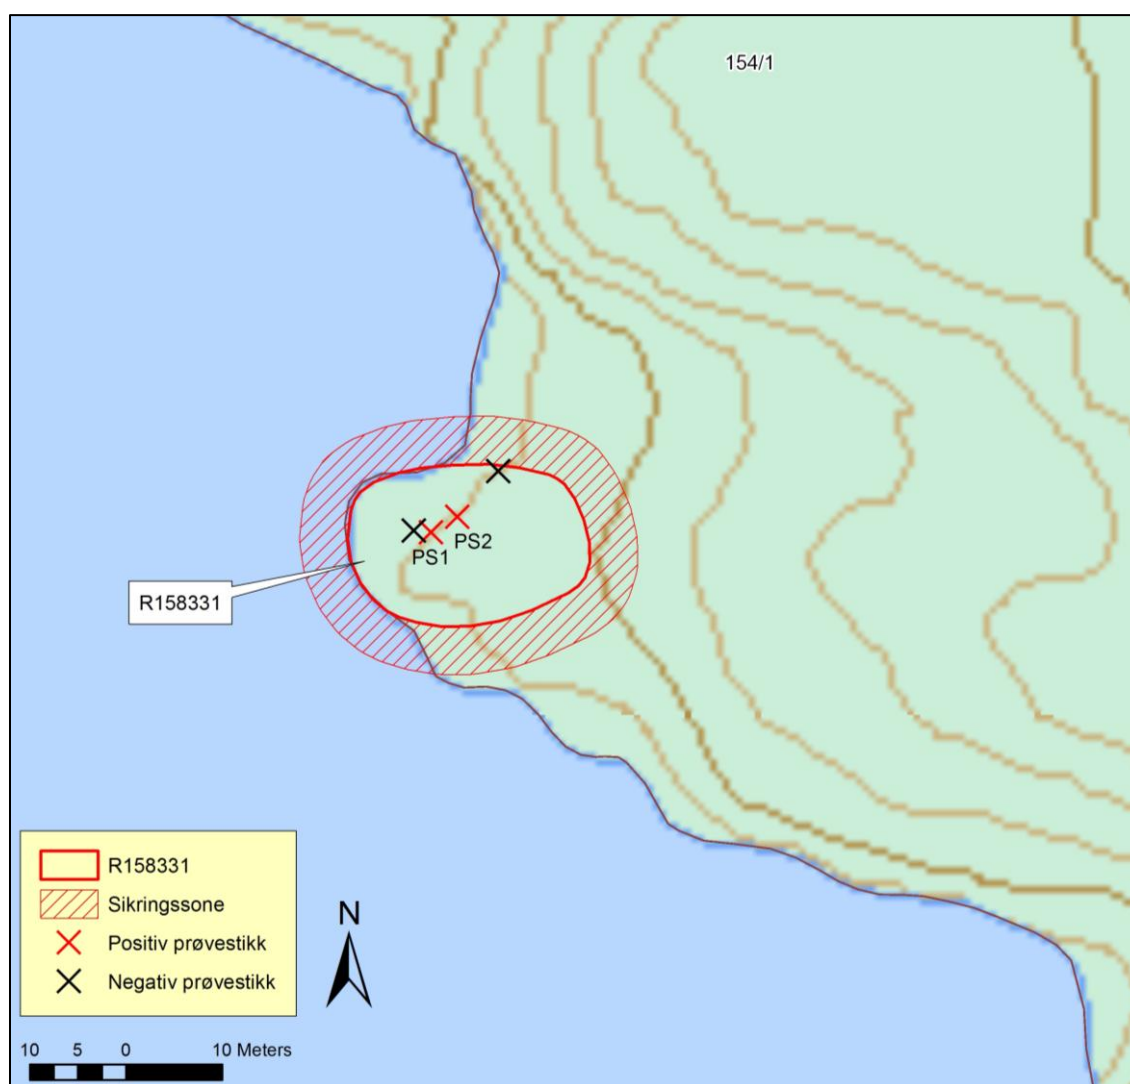 154/1
PS2
PS1
R158331
R158331
Sikringssone
Positiv prøvestikk
Negativ prøvestikk
N
10 5 0 10 Meters